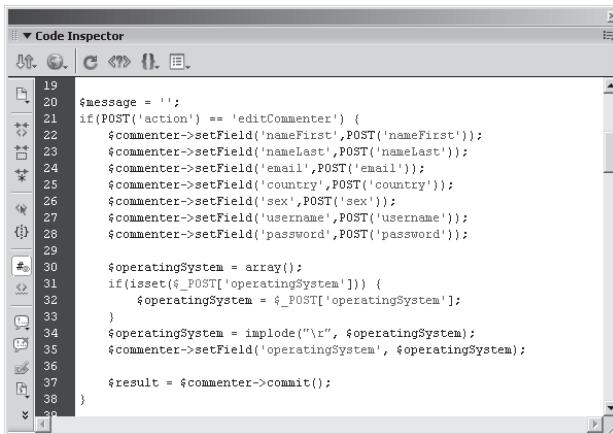 Code Inspector
19
20 $message = '';
21 if(POST('action') == 'editCommenter') {
22 $commenter->setField('nameFirst',POST('nameFirst'));
23 $commenter->setField('nameLast',POST('nameLast'));
24 $commenter->setField('email',POST('email'));
25 $commenter->setField('country',POST('country'));
26 $commenter->setField('sex',POST('sex'));
27 $commenter->setField('username',POST('username'));
28 $commenter->setField('password',POST('password'));
29
30 $operatingSystem = array();
31 if(isset($_POST['operatingSystem'])) {
32 $operatingSystem = $_POST['operatingSystem'];
33 }
34 $operatingSystem = implode("\r", $operatingSystem);
35 $commenter->setField('operatingSystem', $operatingSystem);
36
37 $result = $commenter->commit();
38 }
39